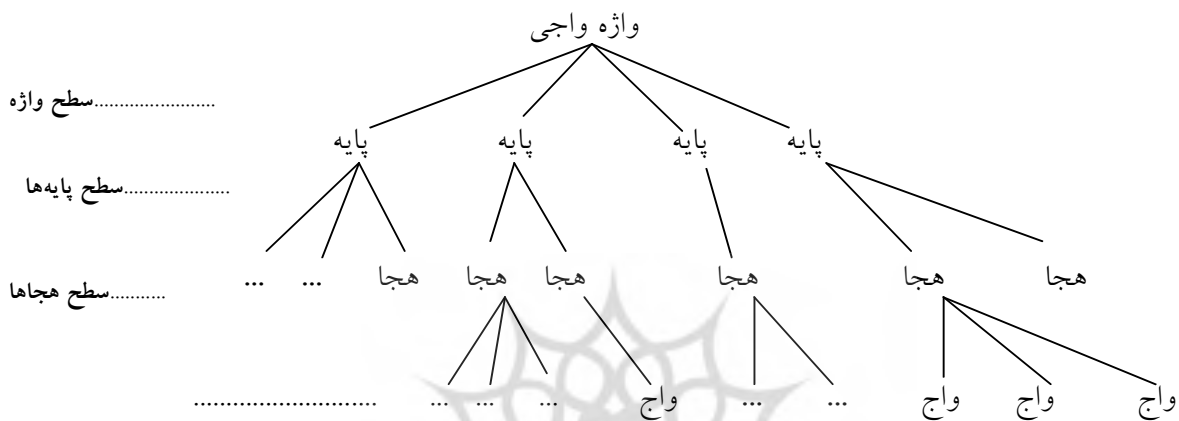 واژه واجی
سطح واژه........................
پایه پایه پایه پایه
سطح پایه‌ها.....................
هجا هجا هجا هجا هجا هجا ... ...
سطح هجاها...........
واج واج واج ... ... واج ... ... ... ............................